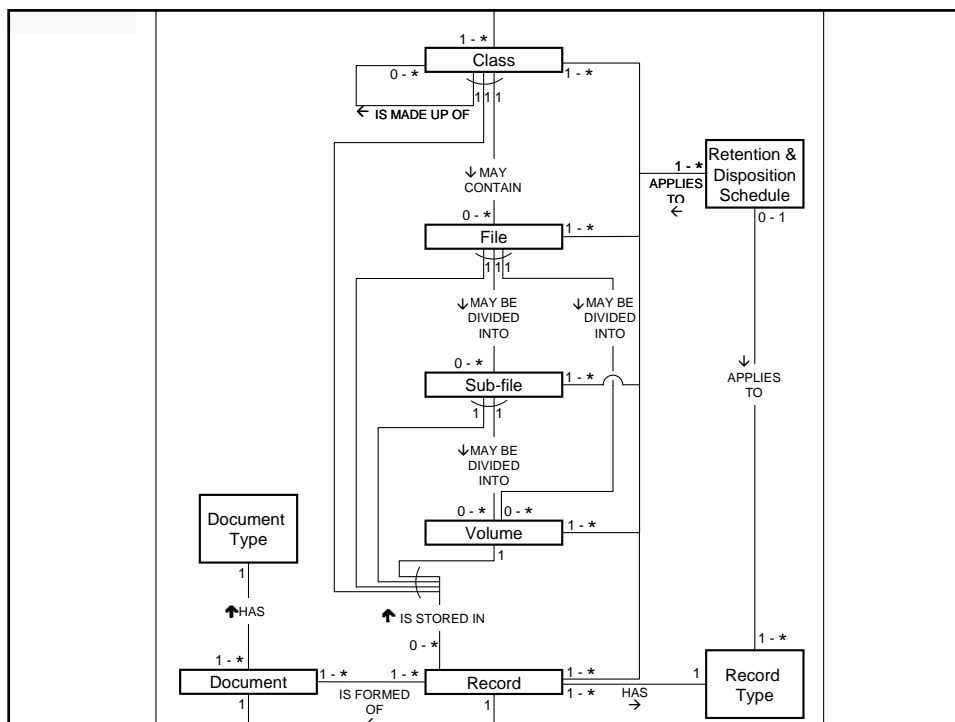 1 - *
Class
0 - *
1 - *
1 1 1
← IS MADE UP OF
↓ MAY
CONTAIN
1 - *
APPLIES
TO
←
Retention &
Disposition
Schedule
0 - 1
0 - *
File
1 - *
1 1 1
↓ MAY BE
DIVIDED
INTO
↓ MAY BE
DIVIDED
INTO
0 - *
Sub-file
1 - *
1 1
↓ APPLIES
TO
↓ MAY BE
DIVIDED
INTO
0 - * 0 - *
Volume
1 - *
1
Document
Type
1
↑ HAS
↑ IS STORED IN
0 - *
1 - *
Document
1 - *
1 - *
IS FORMED
OF
←
1
Record
1 - *
1 - *
1
HAS
→
1
1 - *
Record
Type